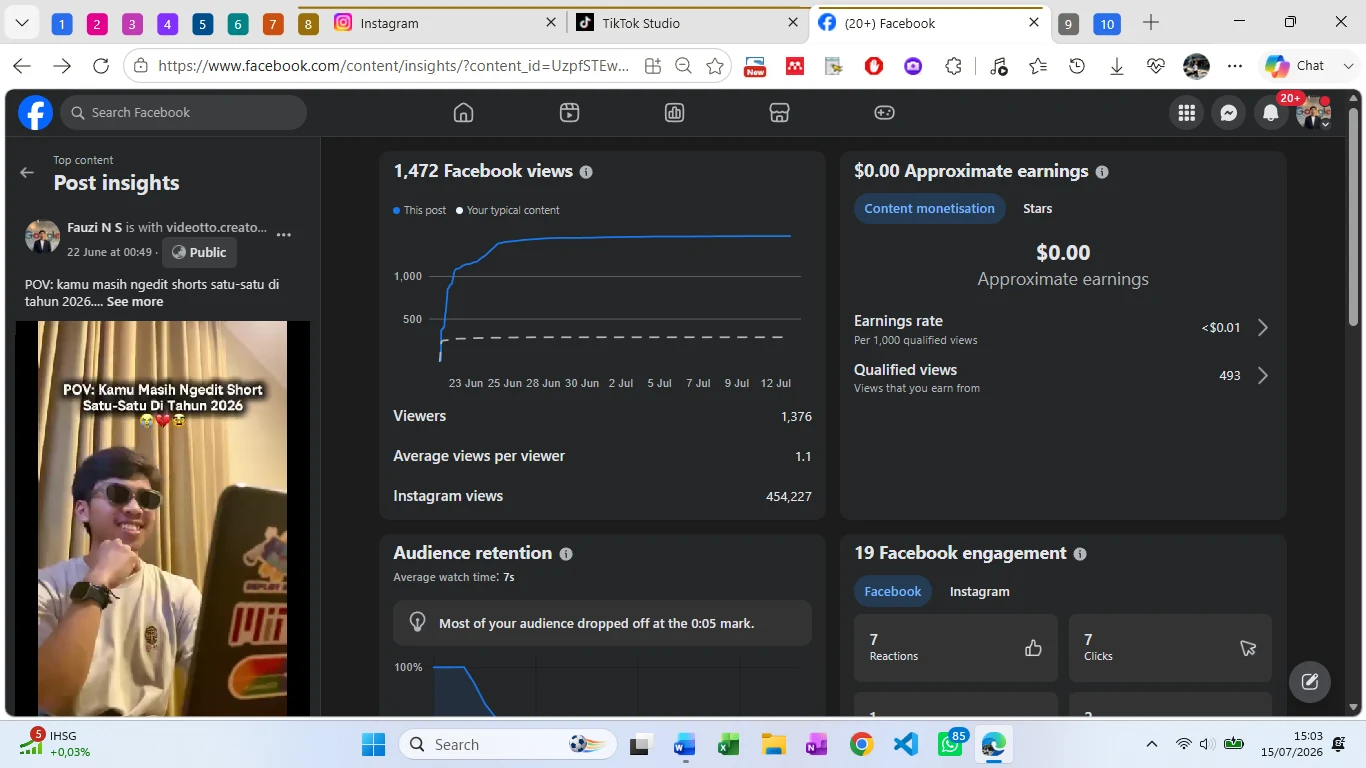 1
2
3
4
5
6
7
8
Instagram
TikTok Studio
(20+) Facebook
9
10
https://www.facebook.com/content/insights/?content_id=UzpfSTEw...
New
Chat
Search Facebook
20+
Top content
Post insights
Fauzi N S is with videotto.creato...
22 June at 00:49 · Public
POV: kamu masih ngedit shorts satu-satu di
tahun 2026.... See more
POV: Kamu Masih Ngedit Short
Satu-Satu Di Tahun 2026
😭💔
1,472 Facebook views
This post
Your typical content
1,000
500
23 Jun 25 Jun 28 Jun 30 Jun 2 Jul 5 Jul 7 Jul 9 Jul 12 Jul
Viewers 1,376
Average views per viewer 1.1
Instagram views 454,227
$0.00 Approximate earnings
Content monetisation
Stars
$0.00
Approximate earnings
Earnings rate <$0.01
Per 1,000 qualified views
Qualified views 493
Views that you earn from
Audience retention
Average watch time: 7s
Most of your audience dropped off at the 0:05 mark.
100%
19 Facebook engagement
Facebook
Instagram
7
Reactions
7
Clicks
5
IHSG
+0,03%
Search
85
15:03
15/07/2026